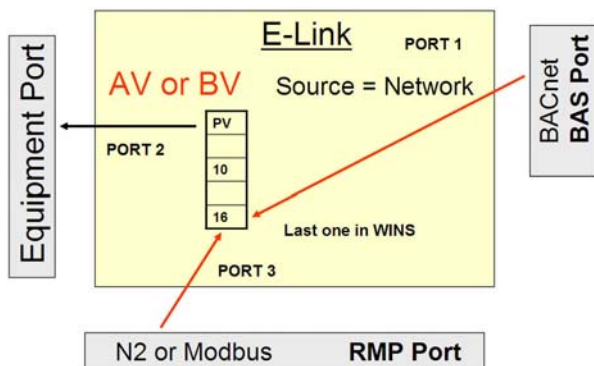 E-Link
PORT 1
AV or BV
Source = Network
PV
PORT 2
10
16
Last one in WINS
PORT 3
Equipment Port
BACnet
BAS Port
N2 or Modbus RMP Port